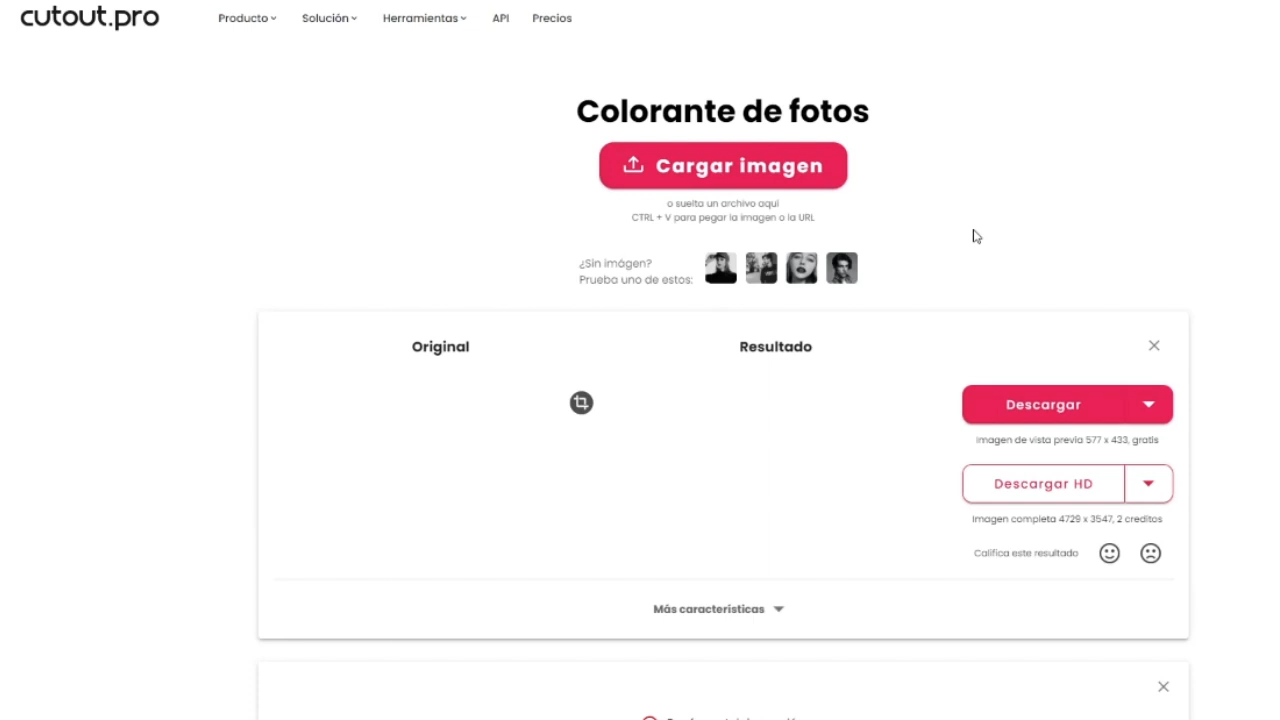 cutout.pro
Producto
Solución
Herramientas
API
Precios
Colorante de fotos
Cargar imagen
o suelta un archivo aquí
CTRL + V para pegar la imagen o la URL
¿Sin imágen?
Prueba uno de estos:
Original
Resultado
Descargar
Imagen de vista previa 577 x 433, gratis
Descargar HD
Imagen completa 4729 x 3547, 2 creditos
Califica este resultado
Más características